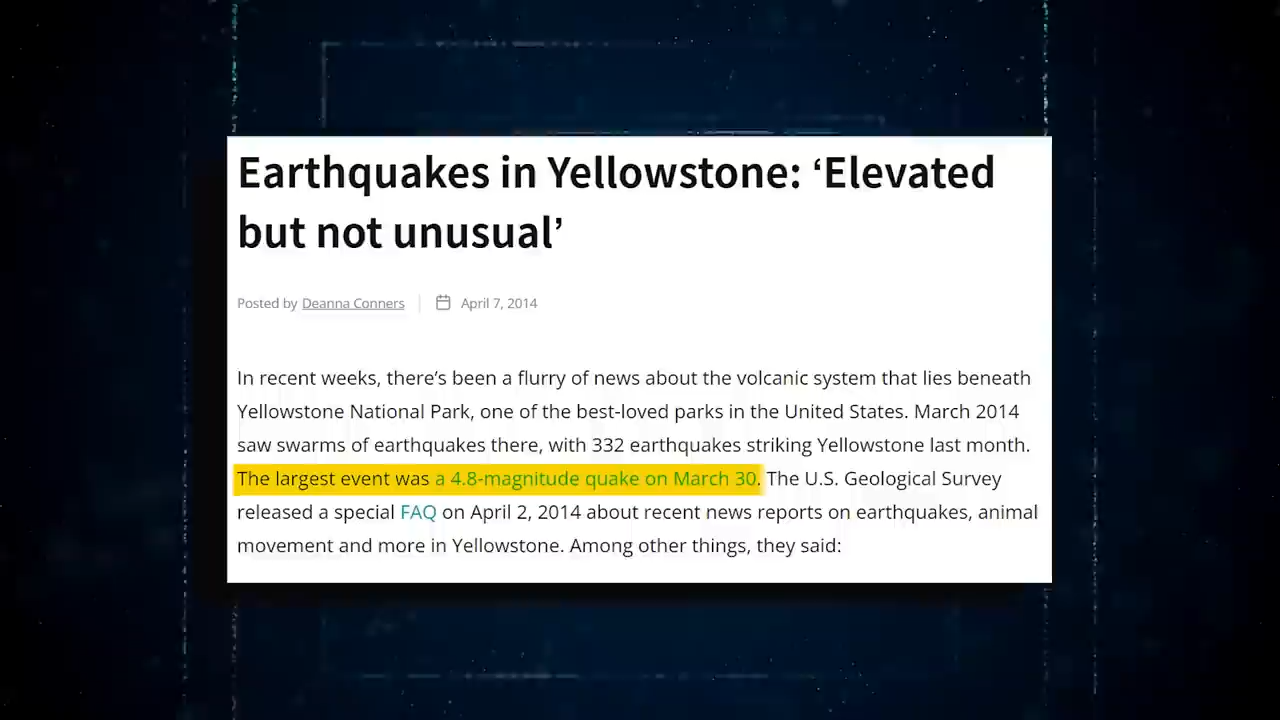 Earthquakes in Yellowstone: ‘Elevated
but not unusual’
Posted by Deanna Conners | April 7, 2014
In recent weeks, there’s been a flurry of news about the volcanic system that lies beneath
Yellowstone National Park, one of the best-loved parks in the United States. March 2014
saw swarms of earthquakes there, with 332 earthquakes striking Yellowstone last month.
The largest event was a 4.8-magnitude quake on March 30. The U.S. Geological Survey
released a special FAQ on April 2, 2014 about recent news reports on earthquakes, animal
movement and more in Yellowstone. Among other things, they said: